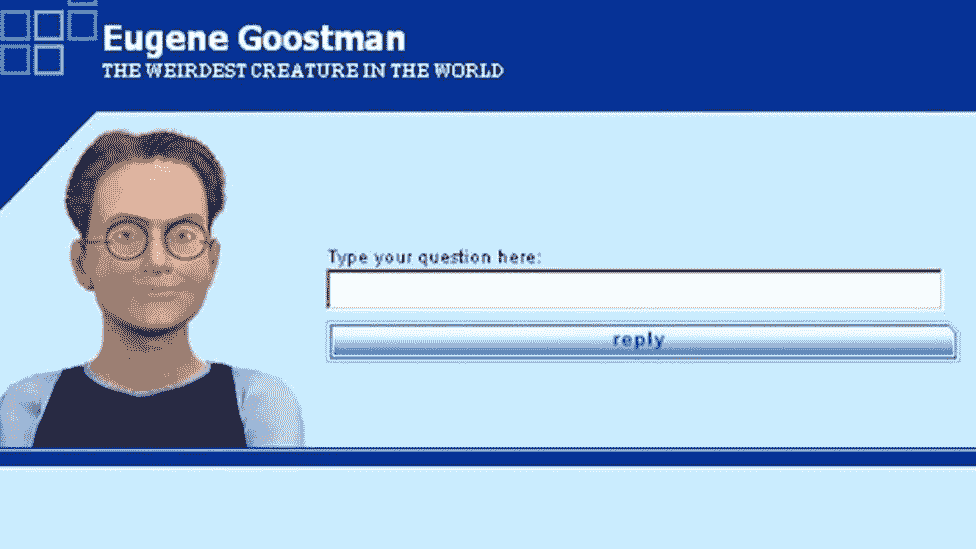 Eugene Goostman
THE WEIRDEST CREATURE IN THE WORLD
Type your question here:
reply